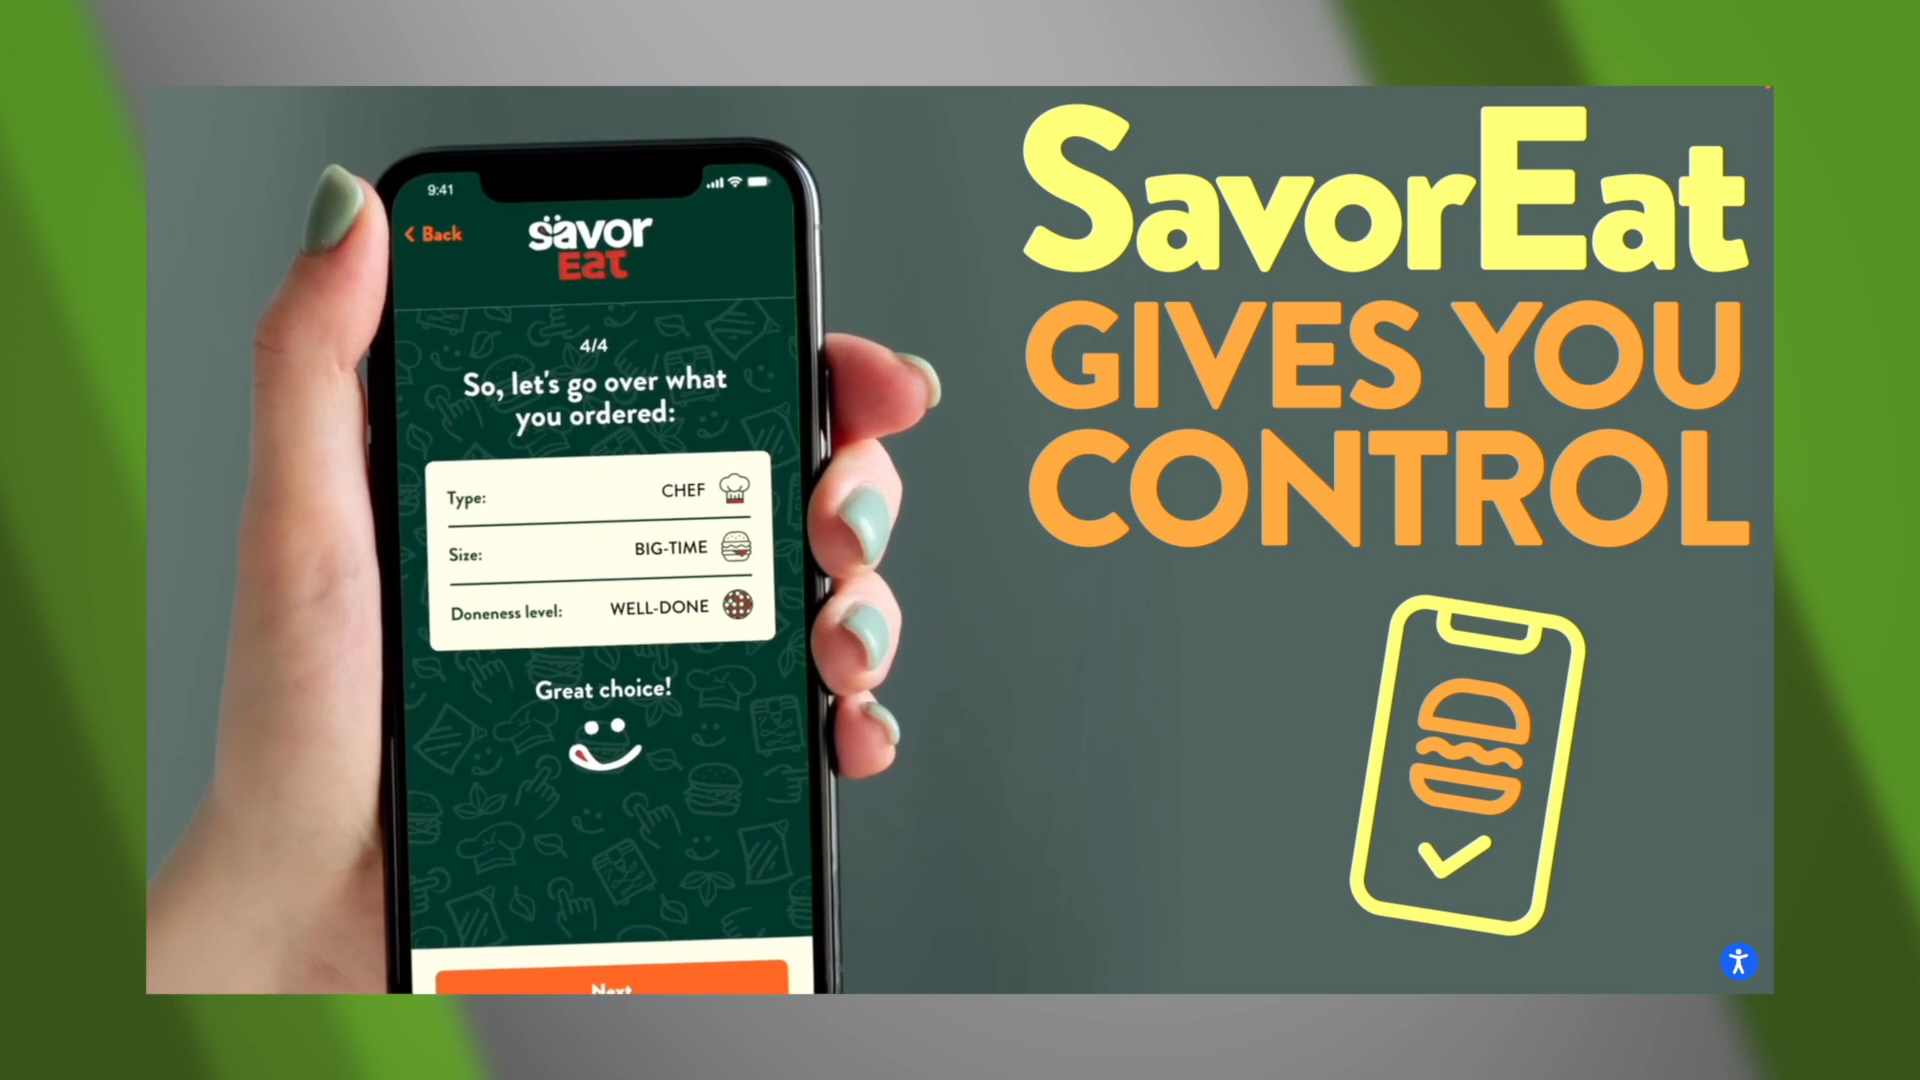 9:41
Back
savor
Eat
4/4
So, let's go over what
you ordered:
Type: CHEF
Size: BIG-TIME
Doneness level: WELL-DONE
Great choice!
Next
SavorEat
GIVES YOU
CONTROL